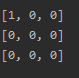 [1, 0, 0]
[0, 0, 0]
[0, 0, 0]